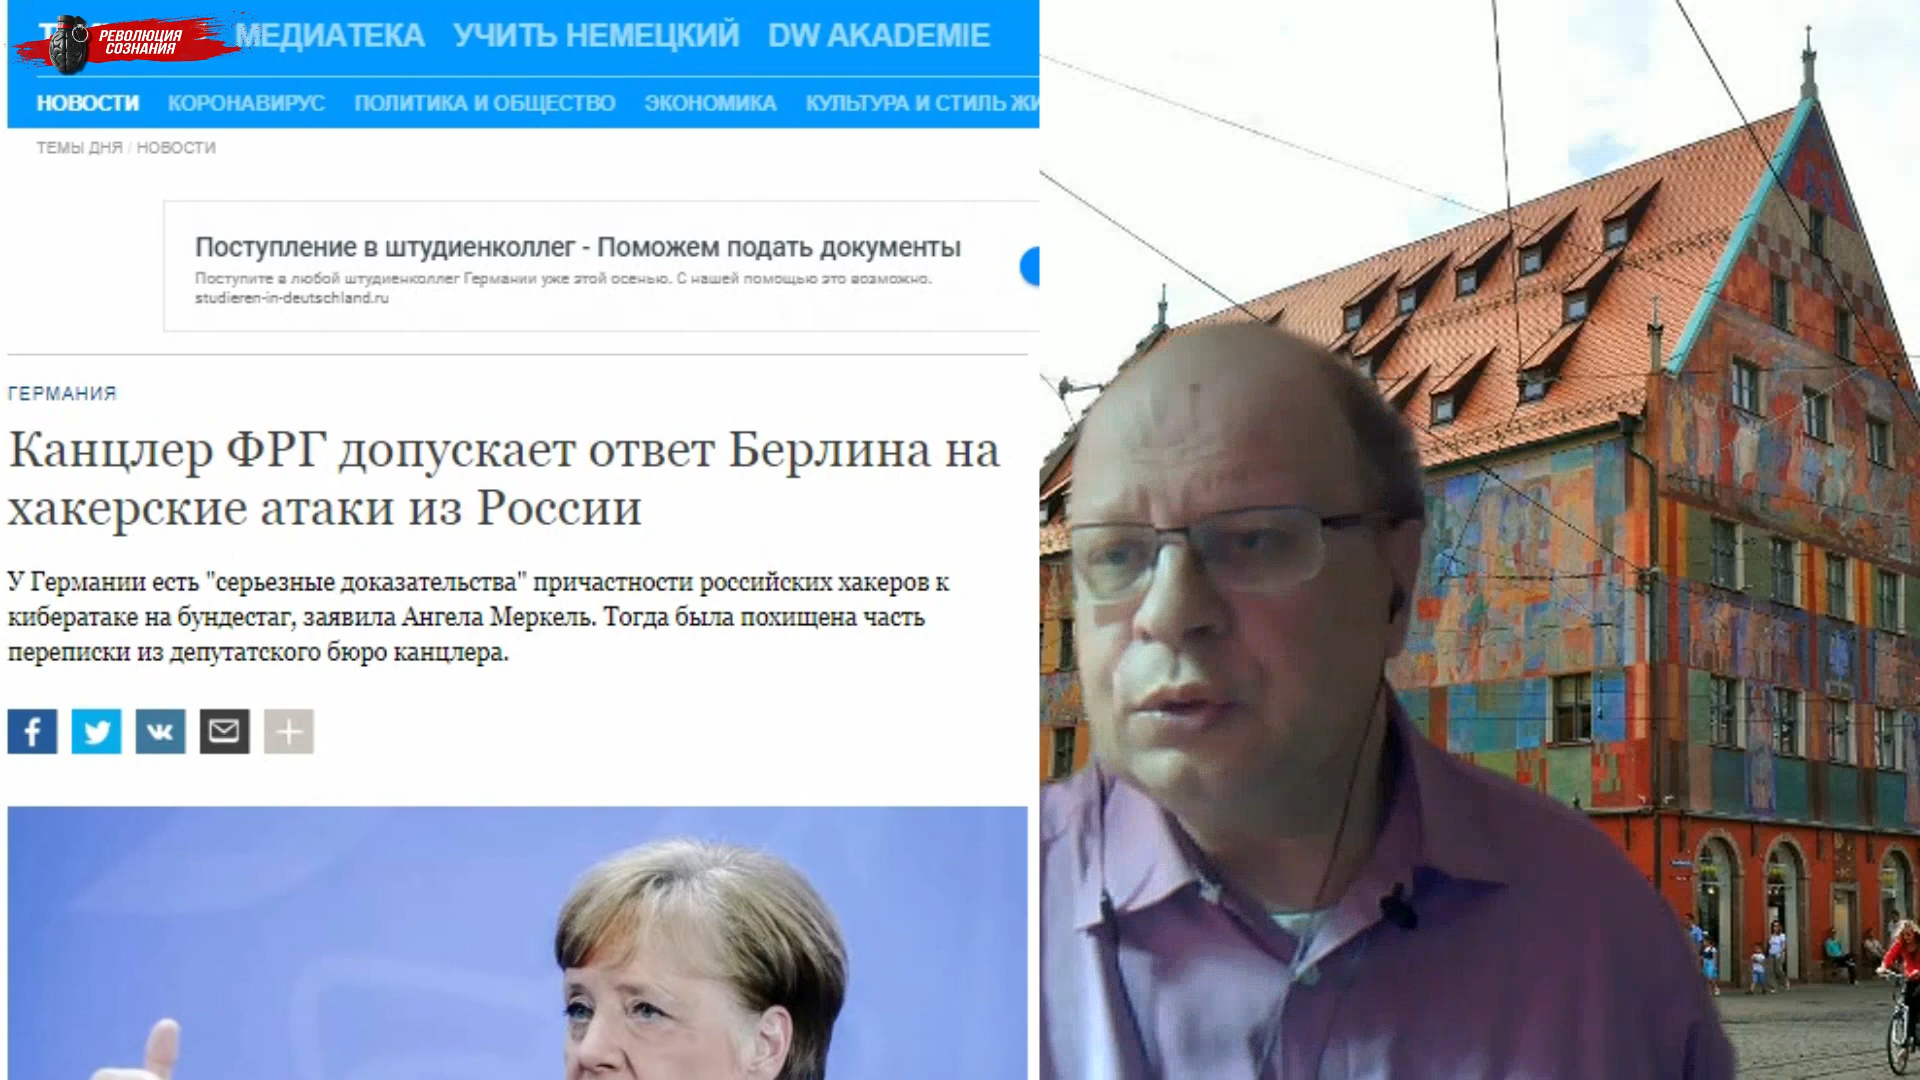 РЕВОЛЮЦИЯ
СОЗНАНИЯ
МЕДИАТЕКА УЧИТЬ НЕМЕЦКИЙ DW AKADEMIE
НОВОСТИ КОРОНАВИРУС ПОЛИТИКА И ОБЩЕСТВО ЭКОНОМИКА КУЛЬТУРА И СТИЛЬ
ТЕМЫ ДНЯ / НОВОСТИ
Поступление в штудиенколлег - Поможем подать документы
Поступите в любой штудиенколлег Германии уже этой осенью. С нашей помощью это возможно.
studieren-in-deutschland.ru
ГЕРМАНИЯ
Канцлер ФРГ допускает ответ Берлина на
хакерские атаки из России
У Германии есть "серьезные доказательства" причастности российских хакеров к
кибератаке на бундестаг, заявила Ангела Меркель. Тогда была похищена часть
переписки из депутатского бюро канцлера.